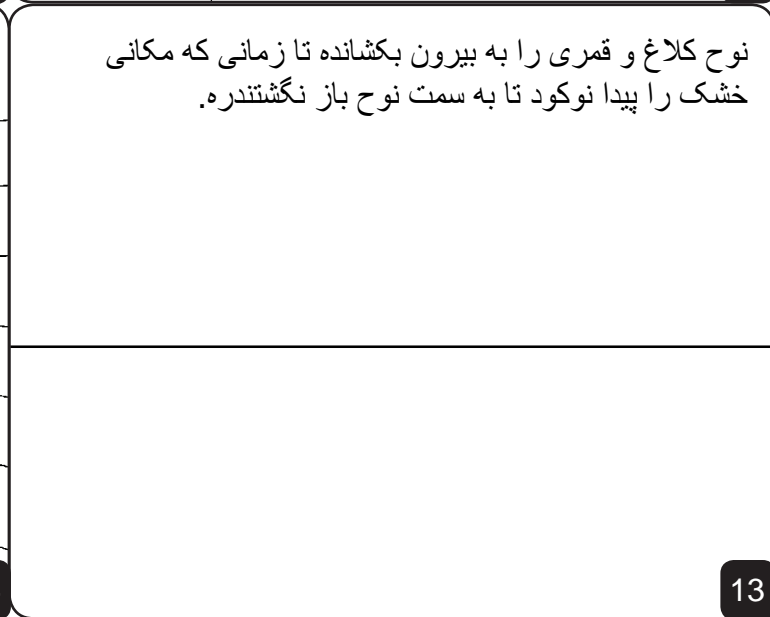 نوح کلاغ و قمری را به بیرون بکشانده تا زمانی که مکانی
خشک را پیدا نوکود تا به سمت نوح باز نگشتندره.
13